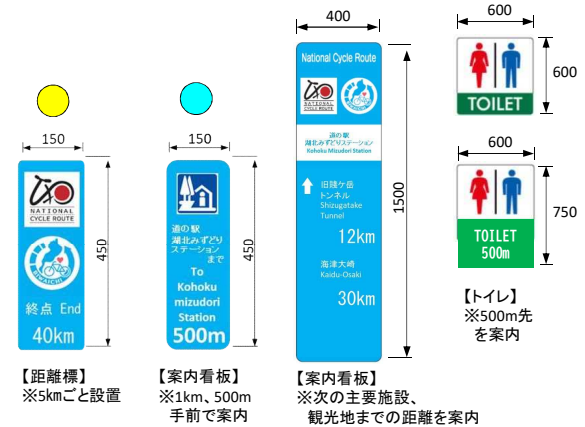 150
450
NATIONAL
CYCLE ROUTE
BIWAICHI
終点 End
40km
【距離標】
※5kmごと設置
150
450
道の駅
湖北みずどり
ステーション
まで
To
Kohoku
mizudori
Station
500m
【案内看板】
※1km、500m
手前で案内
400
1500
National Cycle Route
道の駅
湖北みずどりステーション
Kohoku Mizudori Station
旧賤ケ岳
トンネル
Shizugatake
Tunnel
12km
海津大崎
Kaidu-Osaki
30km
【案内看板】
※次の主要施設、
観光地までの距離を案内
600
600
TOILET
600
750
TOILET
500m
【トイレ】
※500m先
を案内